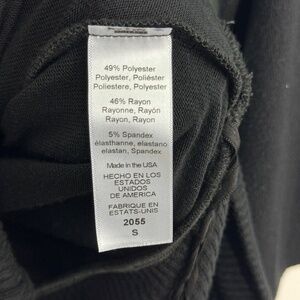 49% Polyester
Polyester, Poliéster
Poliestere, Polyester
46% Rayon
Rayonne, Rayón
Rayon, Rayon
5% Spandex
élasthanne, elastano
elastan, Spandex
Made in the USA
HECHO EN LOS
ESTADOS
UNIDOS
DE AMERICA
FABRIQUE EN
ESTATS-UNIS
2055
S